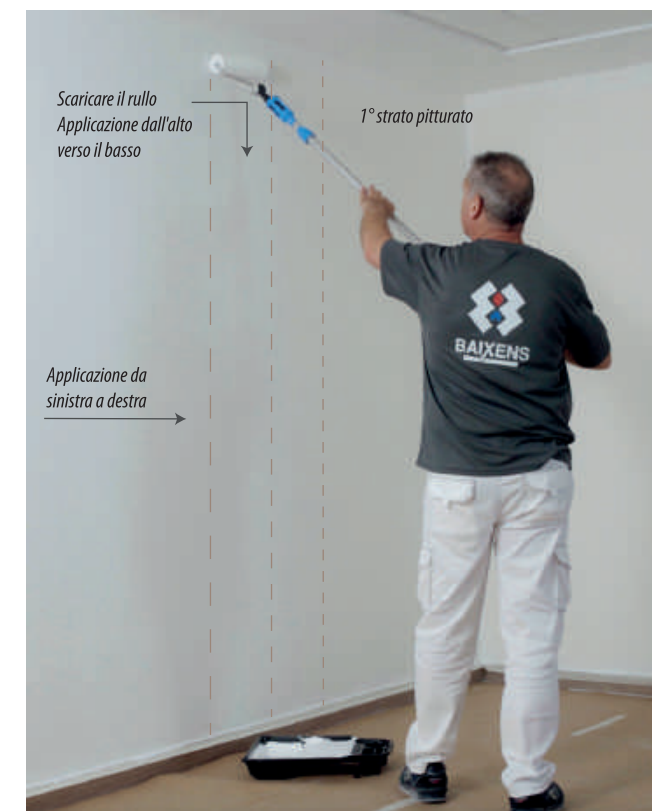 Scaricare il rullo
Applicazione dall'alto
verso il basso
1° strato pitturato
BAIXENS
Applicazione da
sinistra a destra